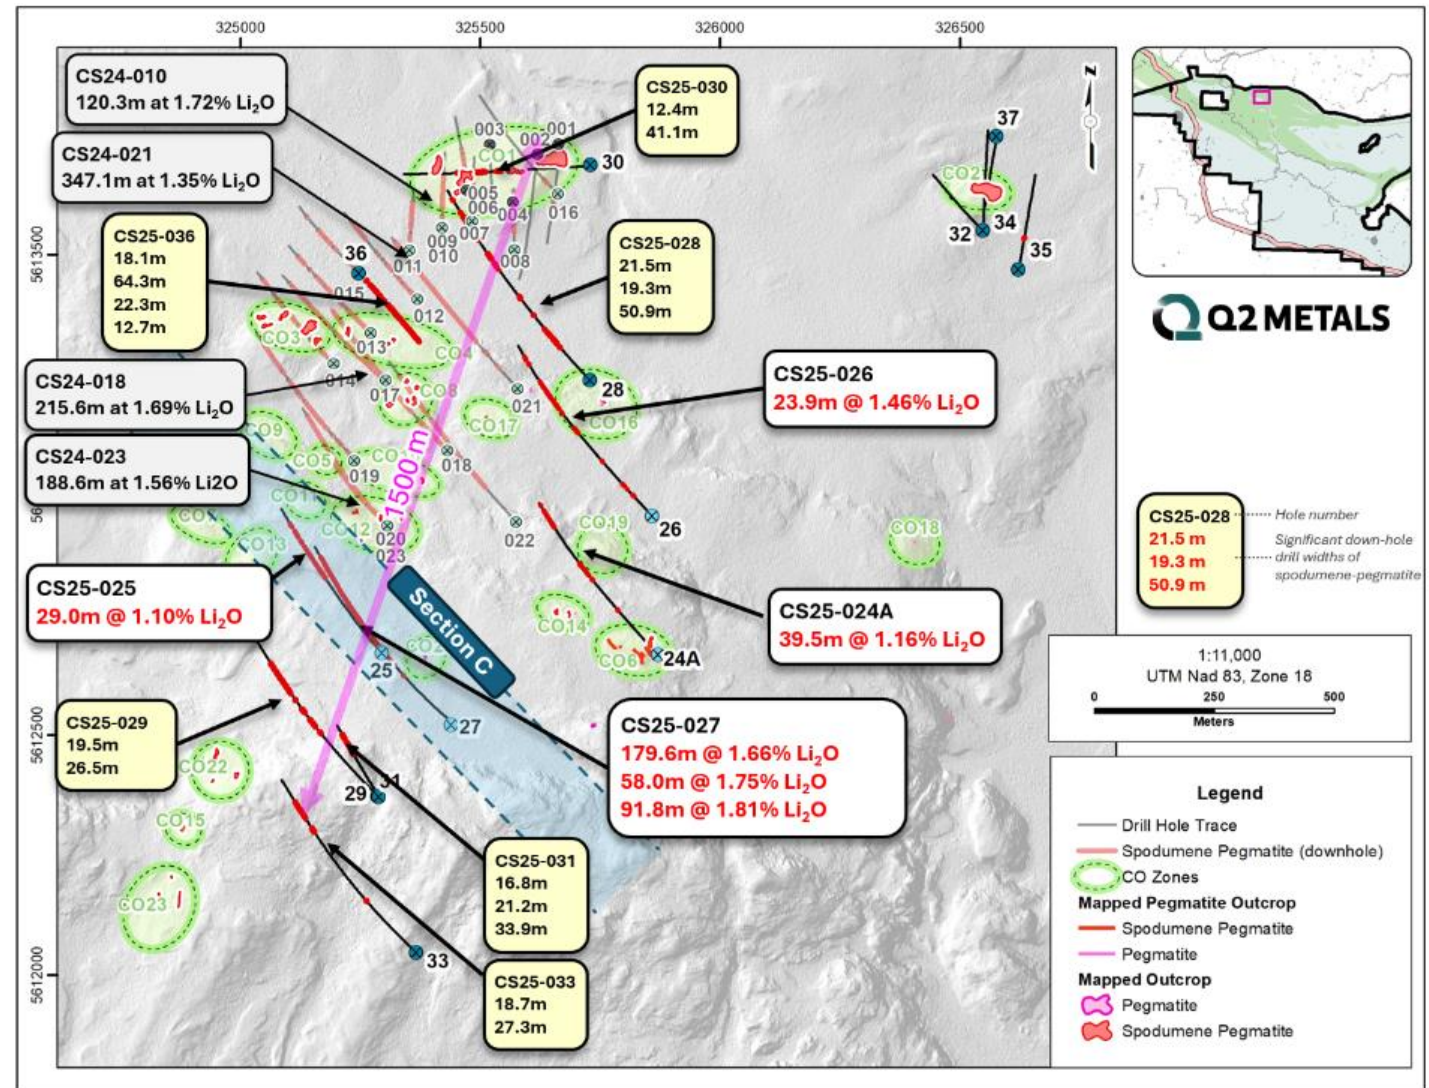 325000
325500
326000
326500
CS24-010
120.3m at 1.72% Li2O
CS24-021
347.1m at 1.35% Li2O
CS25-036
18.1m
64.3m
22.3m
12.7m
CS24-018
215.6m at 1.69% Li2O
CS24-023
188.6m at 1.56% Li2O
CS25-025
29.0m @ 1.10% Li2O
CS25-029
19.5m
26.5m
CS25-030
12.4m
41.1m
CS25-028
21.5m
19.3m
50.9m
CS25-026
23.9m @ 1.46% Li2O
CS25-024A
39.5m @ 1.16% Li2O
CS25-027
179.6m @ 1.66% Li2O
58.0m @ 1.75% Li2O
91.8m @ 1.81% Li2O
CS25-031
16.8m
21.2m
33.9m
CS25-033
18.7m
27.3m
5613500
5612500
5612000
003
001
002
CO1
30
005
006
004
016
007
009
010
008
011
36
015
012
CO3
013
CO4
014
017
CO8
021
28
CO16
CO17
CO9
CO5
019
018
CO11
CO12
020
023
022
CO13
26
CO19
CO14
CO6
24A
CO18
1500 m
Section C
25
27
29
31
33
CO22
CO15
CO23
37
CO21
32
34
35
z
Q2 METALS
CS25-028
21.5 m
19.3 m
50.9 m
Hole number
Significant down-hole
drill widths of
spodumene-pegmatite
1:11,000
UTM Nad 83, Zone 18
0
250
500
Meters
Legend
Drill Hole Trace
Spodumene Pegmatite (downhole)
CO Zones
Mapped Pegmatite Outcrop
Spodumene Pegmatite
Pegmatite
Mapped Outcrop
Pegmatite
Spodumene Pegmatite